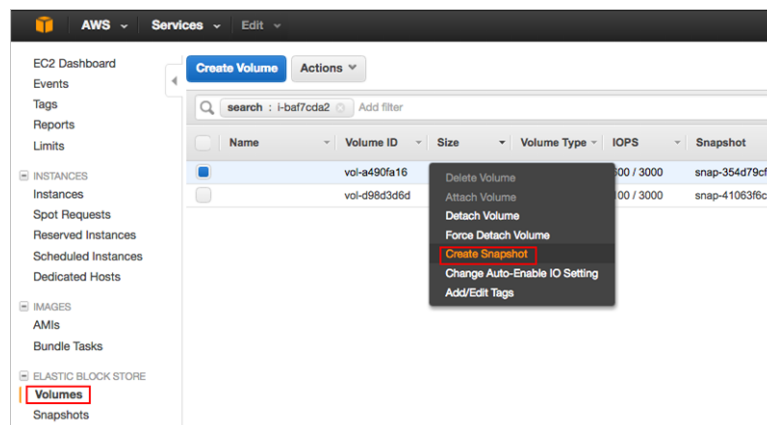 AWS Services Edit
EC2 Dashboard
Events
Tags
Reports
Limits
INSTANCES
Instances
Spot Requests
Reserved Instances
Scheduled Instances
Dedicated Hosts
IMAGES
AMIs
Bundle Tasks
ELASTIC BLOCK STORE
Volumes
Snapshots
Create Volume Actions
search : i-baf7cda2 Add filter
Name Volume ID Size Volume Type IOPS Snapshot
vol-a490fa16 00 / 3000 snap-354d79cf
vol-d98d3d6d 00 / 3000 snap-41063f6c
Delete Volume
Attach Volume
Detach Volume
Force Detach Volume
Create Snapshot
Change Auto-Enable IO Setting
Add/Edit Tags